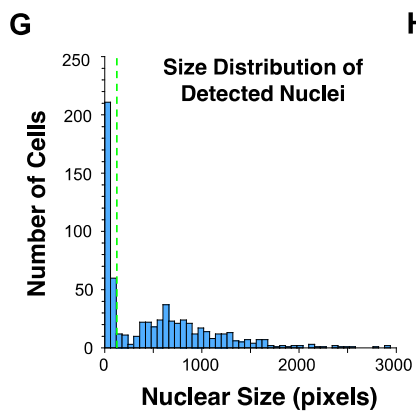 G
H
Size Distribution of
Detected Nuclei
Number of Cells
250
200
150
100
50
0
0
1000
2000
3000
Nuclear Size (pixels)